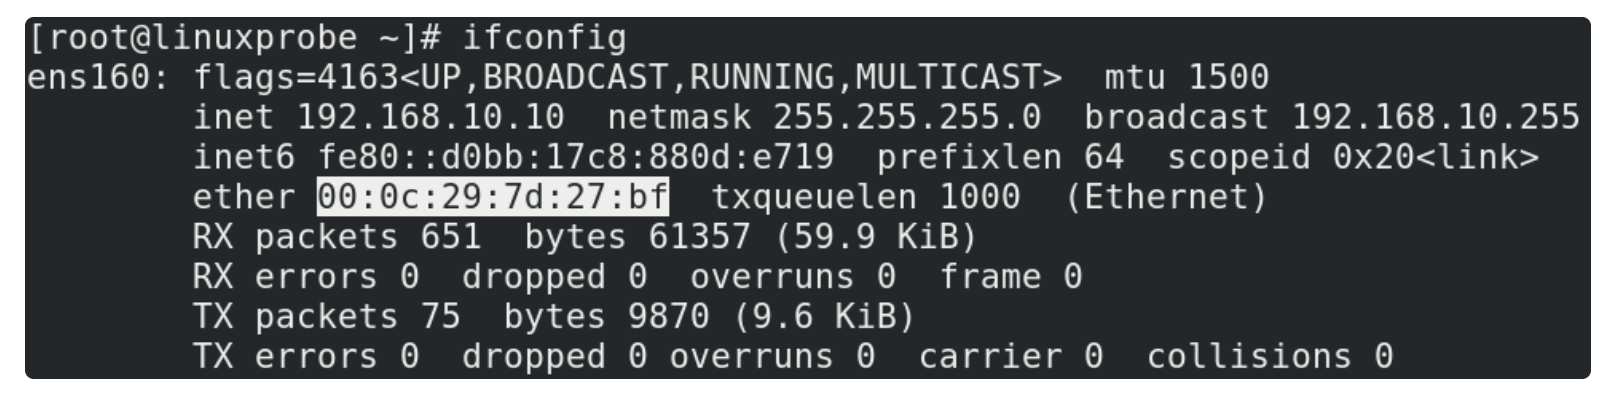 [root@linuxprobe ~]# ifconfig
ens160: flags=4163<UP,BROADCAST,RUNNING,MULTICAST>  mtu 1500
        inet 192.168.10.10  netmask 255.255.255.0  broadcast 192.168.10.255
        inet6 fe80::d0bb:17c8:880d:e719  prefixlen 64  scopeid 0x20<link>
        ether 00:0c:29:7d:27:bf  txqueuelen 1000  (Ethernet)
        RX packets 651  bytes 61357 (59.9 KiB)
        RX errors 0  dropped 0  overruns 0  frame 0
        TX packets 75  bytes 9870 (9.6 KiB)
        TX errors 0  dropped 0 overruns 0  carrier 0  collisions 0